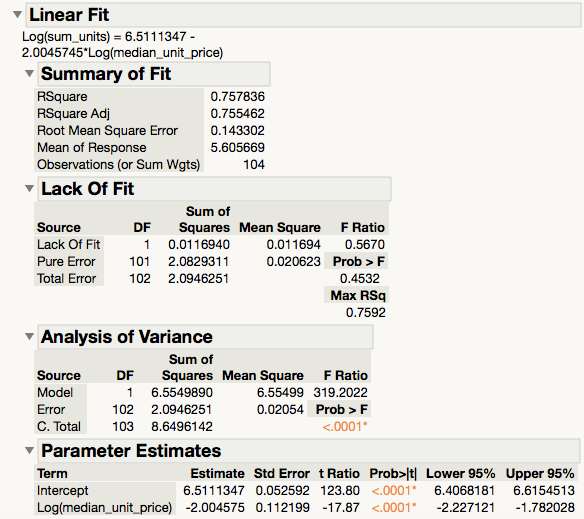 Linear Fit
Log(sum_units) = 6.5111347 -
2.0045745*Log(median_unit_price)
Summary of Fit
RSquare 0.757836
RSquare Adj 0.755462
Root Mean Square Error 0.143302
Mean of Response 5.605669
Observations (or Sum Wgts) 104
Lack Of Fit
Sum of
Source DF Squares Mean Square F Ratio
Lack Of Fit 1 0.0116940 0.011694 0.5670
Pure Error 101 2.0829311 0.020623 Prob > F
Total Error 102 2.0946251 0.4532
Max RSq
0.7592
Analysis of Variance
Sum of
Source DF Squares Mean Square F Ratio
Model 1 6.5549890 6.55499 319.2022
Error 102 2.0946251 0.02054 Prob > F
C. Total 103 8.6496142 <.0001*
Parameter Estimates
Term Estimate Std Error t Ratio Prob>|t| Lower 95% Upper 95%
Intercept 6.5111347 0.052592 123.80 <.0001* 6.4068181 6.6154513
Log(median_unit_price) -2.004575 0.112199 -17.87 <.0001* -2.227121 -1.782028